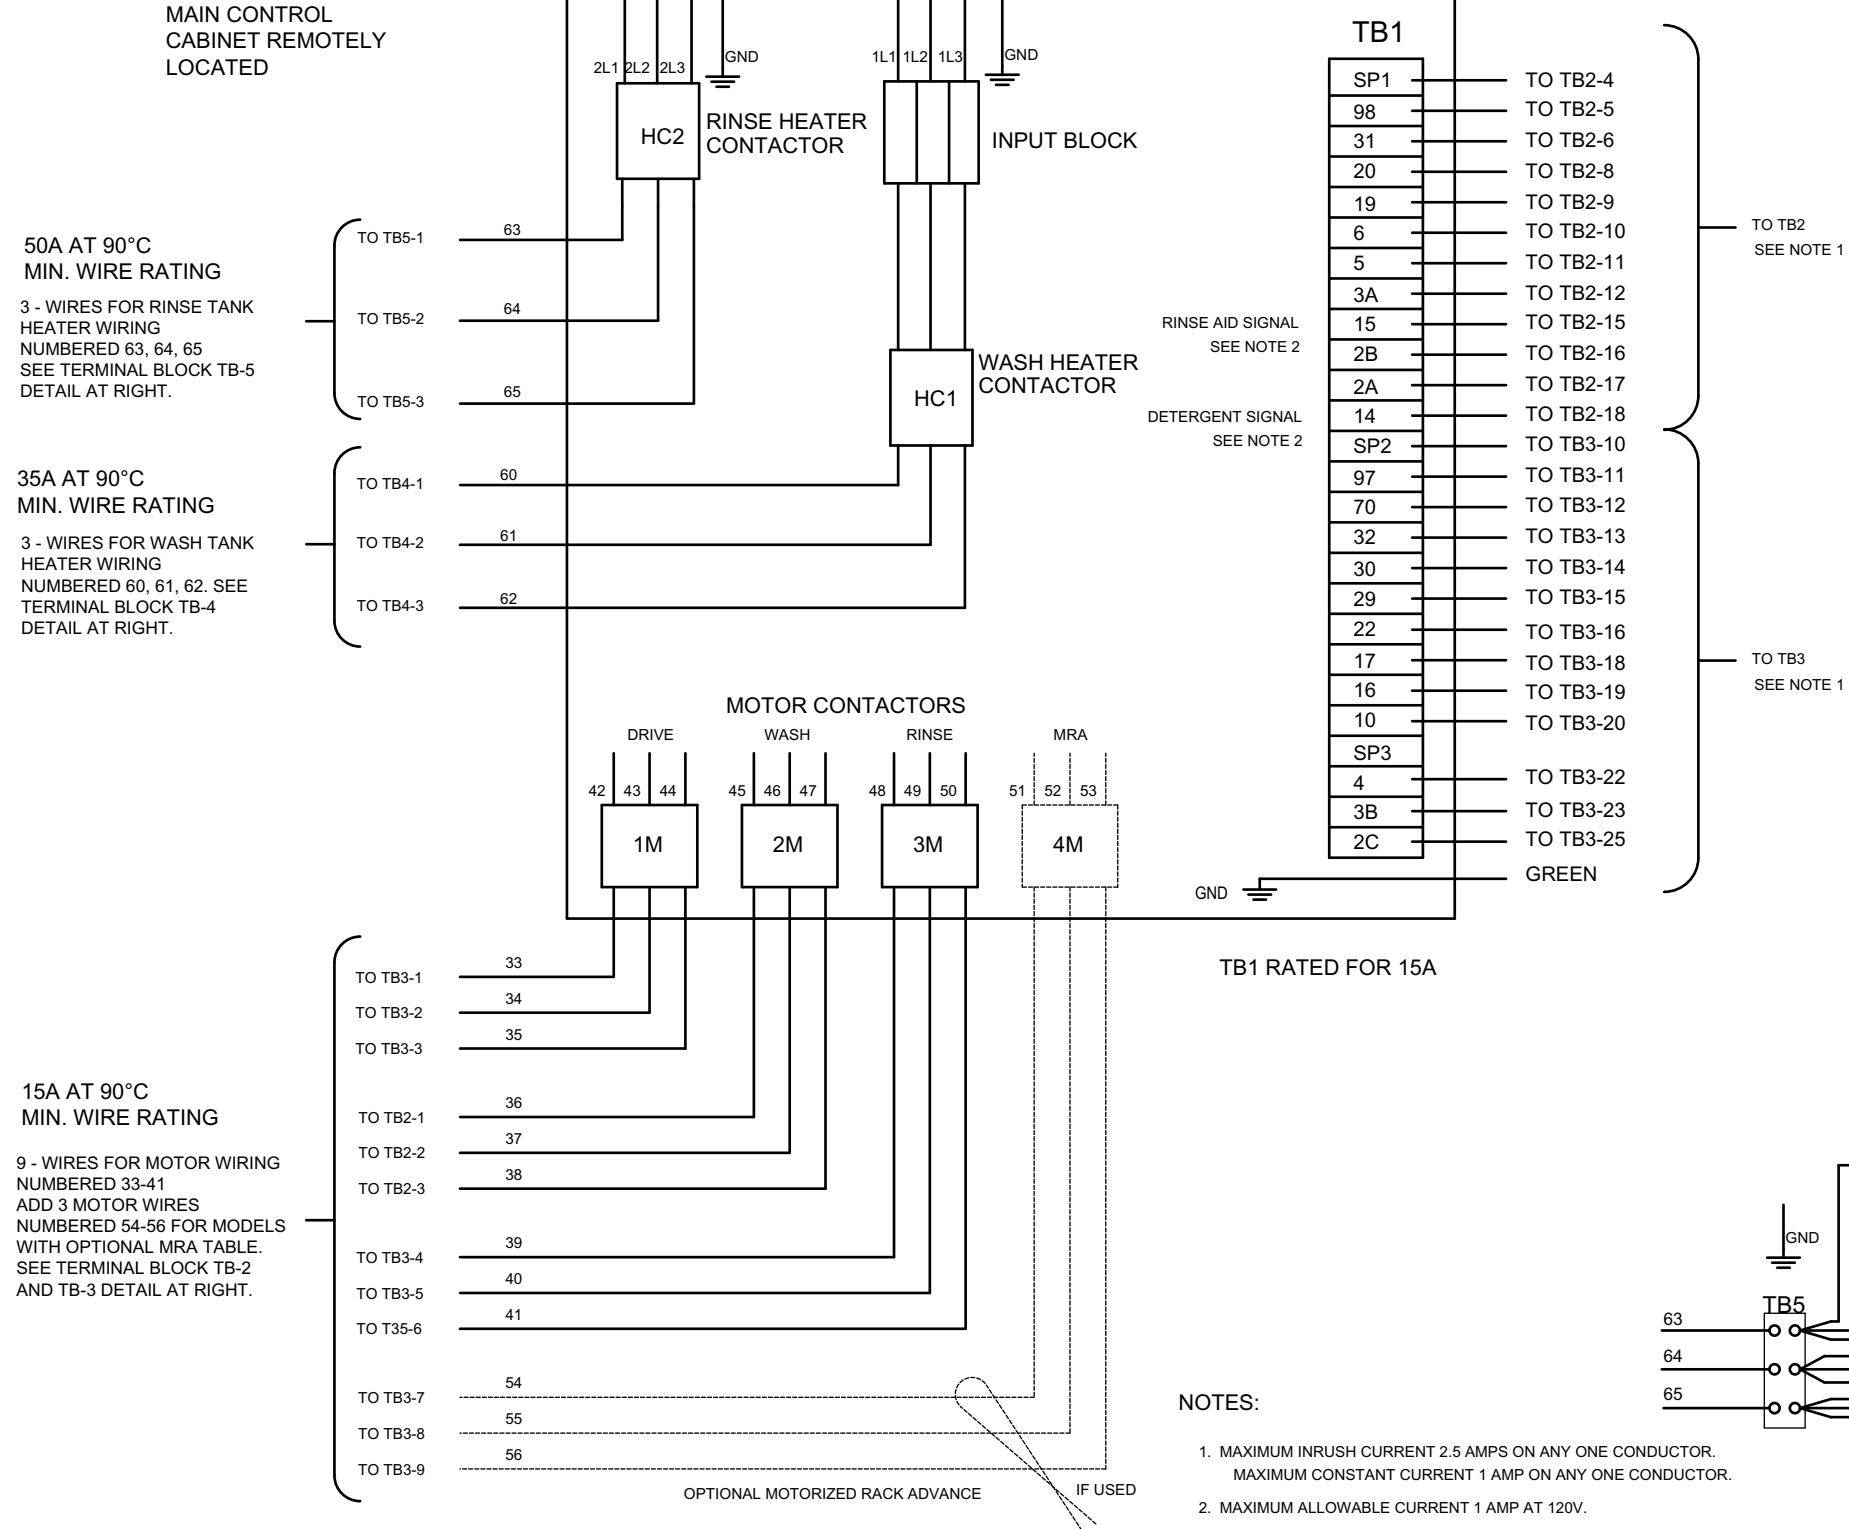 MAIN CONTROL
CABINET REMOTELY
LOCATED
2L1 2L2 2L3
GND
HC2
RINSE HEATER
CONTACTOR
1L1 1L2 1L3
GND
INPUT BLOCK
50A AT 90°C
MIN. WIRE RATING
3 - WIRES FOR RINSE TANK
HEATER WIRING
NUMBERED 63, 64, 65
SEE TERMINAL BLOCK TB-5
DETAIL AT RIGHT.
TO TB5-1 63
TO TB5-2 64
TO TB5-3 65
WASH HEATER
CONTACTOR
HC1
35A AT 90°C
MIN. WIRE RATING
3 - WIRES FOR WASH TANK
HEATER WIRING
NUMBERED 60, 61, 62. SEE
TERMINAL BLOCK TB-4
DETAIL AT RIGHT.
TO TB4-1 60
TO TB4-2 61
TO TB4-3 62
TB1
SP1 TO TB2-4
98 TO TB2-5
31 TO TB2-6
20 TO TB2-8
19 TO TB2-9
6 TO TB2-10
5 TO TB2-11
3A TO TB2-12
RINSE AID SIGNAL
SEE NOTE 2
15 TO TB2-15
2B TO TB2-16
2A TO TB2-17
DETERGENT SIGNAL
SEE NOTE 2
14 TO TB2-18
SP2 TO TB3-10
97 TO TB3-11
70 TO TB3-12
32 TO TB3-13
30 TO TB3-14
29 TO TB3-15
22 TO TB3-16
17 TO TB3-18
16 TO TB3-19
10 TO TB3-20
SP3
4 TO TB3-22
3B TO TB3-23
2C TO TB3-25
GND GREEN
TO TB2
SEE NOTE 1
TO TB3
SEE NOTE 1
TB1 RATED FOR 15A
MOTOR CONTACTORS
DRIVE WASH RINSE MRA
42 43 44 45 46 47 48 49 50 51 52 53
1M 2M 3M 4M
15A AT 90°C
MIN. WIRE RATING
9 - WIRES FOR MOTOR WIRING
NUMBERED 33-41
ADD 3 MOTOR WIRES
NUMBERED 54-56 FOR MODELS
WITH OPTIONAL MRA TABLE.
SEE TERMINAL BLOCK TB-2
AND TB-3 DETAIL AT RIGHT.
TO TB3-1 33
TO TB3-2 34
TO TB3-3 35
TO TB2-1 36
TO TB2-2 37
TO TB2-3 38
TO TB3-4 39
TO TB3-5 40
TO T35-6 41
TO TB3-7 54
TO TB3-8 55
TO TB3-9 56
OPTIONAL MOTORIZED RACK ADVANCE
IF USED
GND
TB5
63
64
65
NOTES:
1. MAXIMUM INRUSH CURRENT 2.5 AMPS ON ANY ONE CONDUCTOR.
MAXIMUM CONSTANT CURRENT 1 AMP ON ANY ONE CONDUCTOR.
2. MAXIMUM ALLOWABLE CURRENT 1 AMP AT 120V.